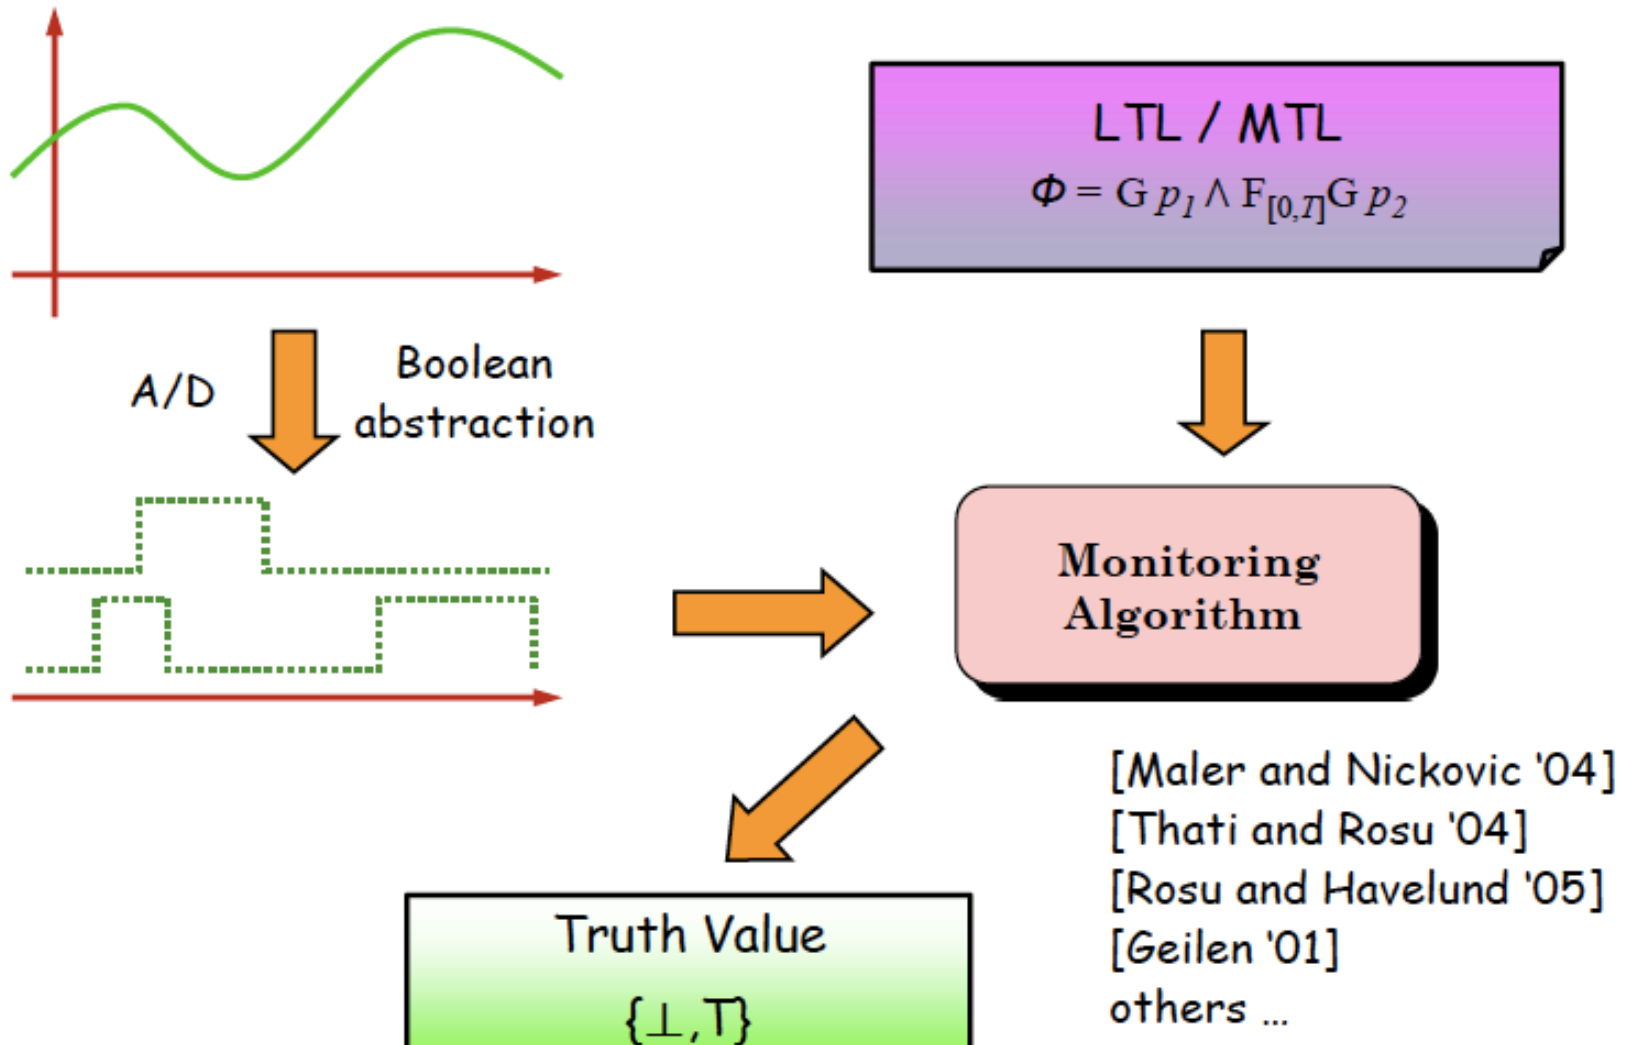 LTL / MTL
Φ = G p₁ ∧ F[0,T]G p₂
A/D
Boolean
abstraction
Monitoring
Algorithm
[Maler and Nickovic '04]
[Thati and Rosu '04]
[Rosu and Havelund '05]
[Geilen '01]
others ...
Truth Value
{⊥,T}